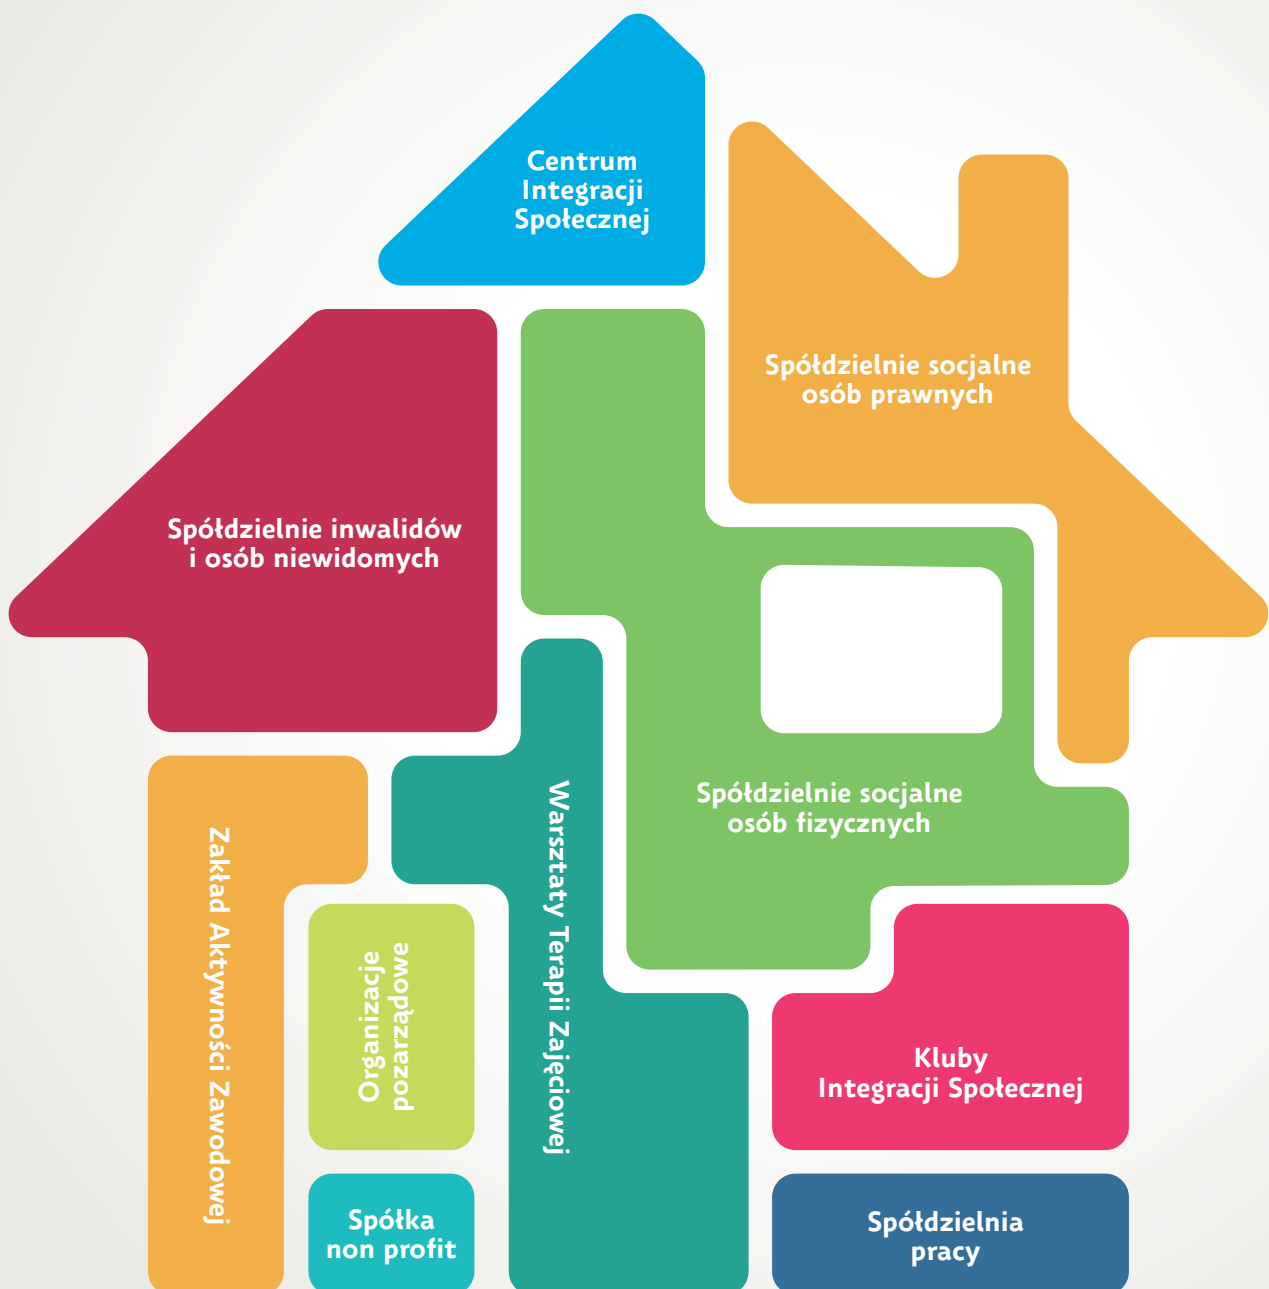 Centrum
Integracji
Społecznej
Spółdzielnie socjalne
osób prawnych
Spółdzielnie inwalidów
i osób niewidomych
Spółdzielnie socjalne
osób fizycznych
Zakład Aktywności Zawodowej
Organizacje
pozarządowe
Warsztaty Terapii Zajęciowej
Kluby
Integracji Społecznej
Spółka
non profit
Spółdzielnia
pracy